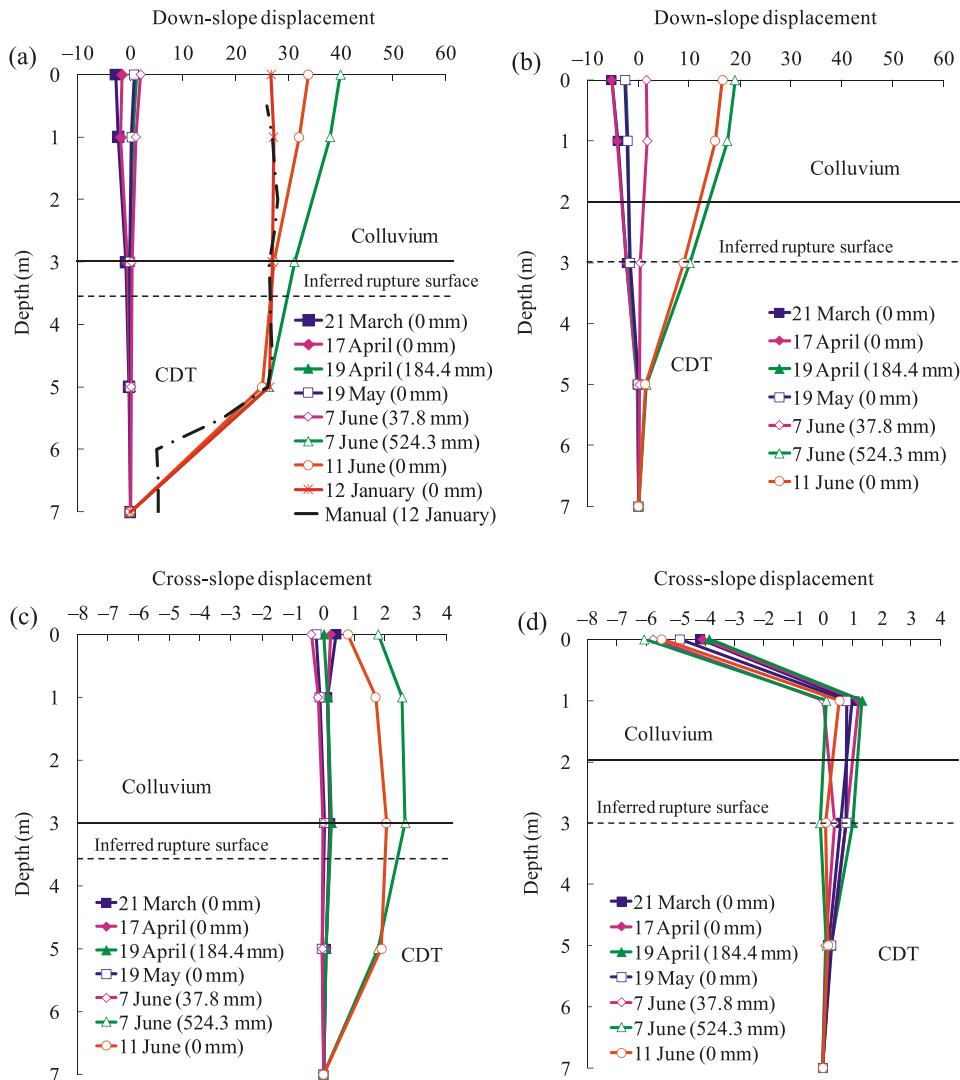 Down-slope displacement
(a)
−10 0 10 20 30 40 50 60
0
1
2
3
4
5
6
7
Depth (m)
Colluvium
Inferred rupture surface
CDT
21 March (0 mm)
17 April (0 mm)
19 April (184.4 mm)
19 May (0 mm)
7 June (37.8 mm)
7 June (524.3 mm)
11 June (0 mm)
12 January (0 mm)
Manual (12 January)
Down-slope displacement
(b)
−10 0 10 20 30 40 50 60
0
1
2
3
4
5
6
7
Depth (m)
Colluvium
Inferred rupture surface
CDT
21 March (0 mm)
17 April (0 mm)
19 April (184.4 mm)
19 May (0 mm)
7 June (37.8 mm)
7 June (524.3 mm)
11 June (0 mm)
Cross-slope displacement
(c)
−8 −7 −6 −5 −4 −3 −2 −1 0 1 2 3 4
0
1
2
3
4
5
6
7
Depth (m)
Colluvium
Inferred rupture surface
CDT
21 March (0 mm)
17 April (0 mm)
19 April (184.4 mm)
19 May (0 mm)
7 June (37.8 mm)
7 June (524.3 mm)
11 June (0 mm)
Cross-slope displacement
(d)
−8 −7 −6 −5 −4 −3 −2 −1 0 1 2 3 4
0
1
2
3
4
5
6
7
Depth (m)
Colluvium
Inferred rupture surface
CDT
21 March (0 mm)
17 April (0 mm)
19 April (184.4 mm)
19 May (0 mm)
7 June (37.8 mm)
7 June (524.3 mm)
11 June (0 mm)